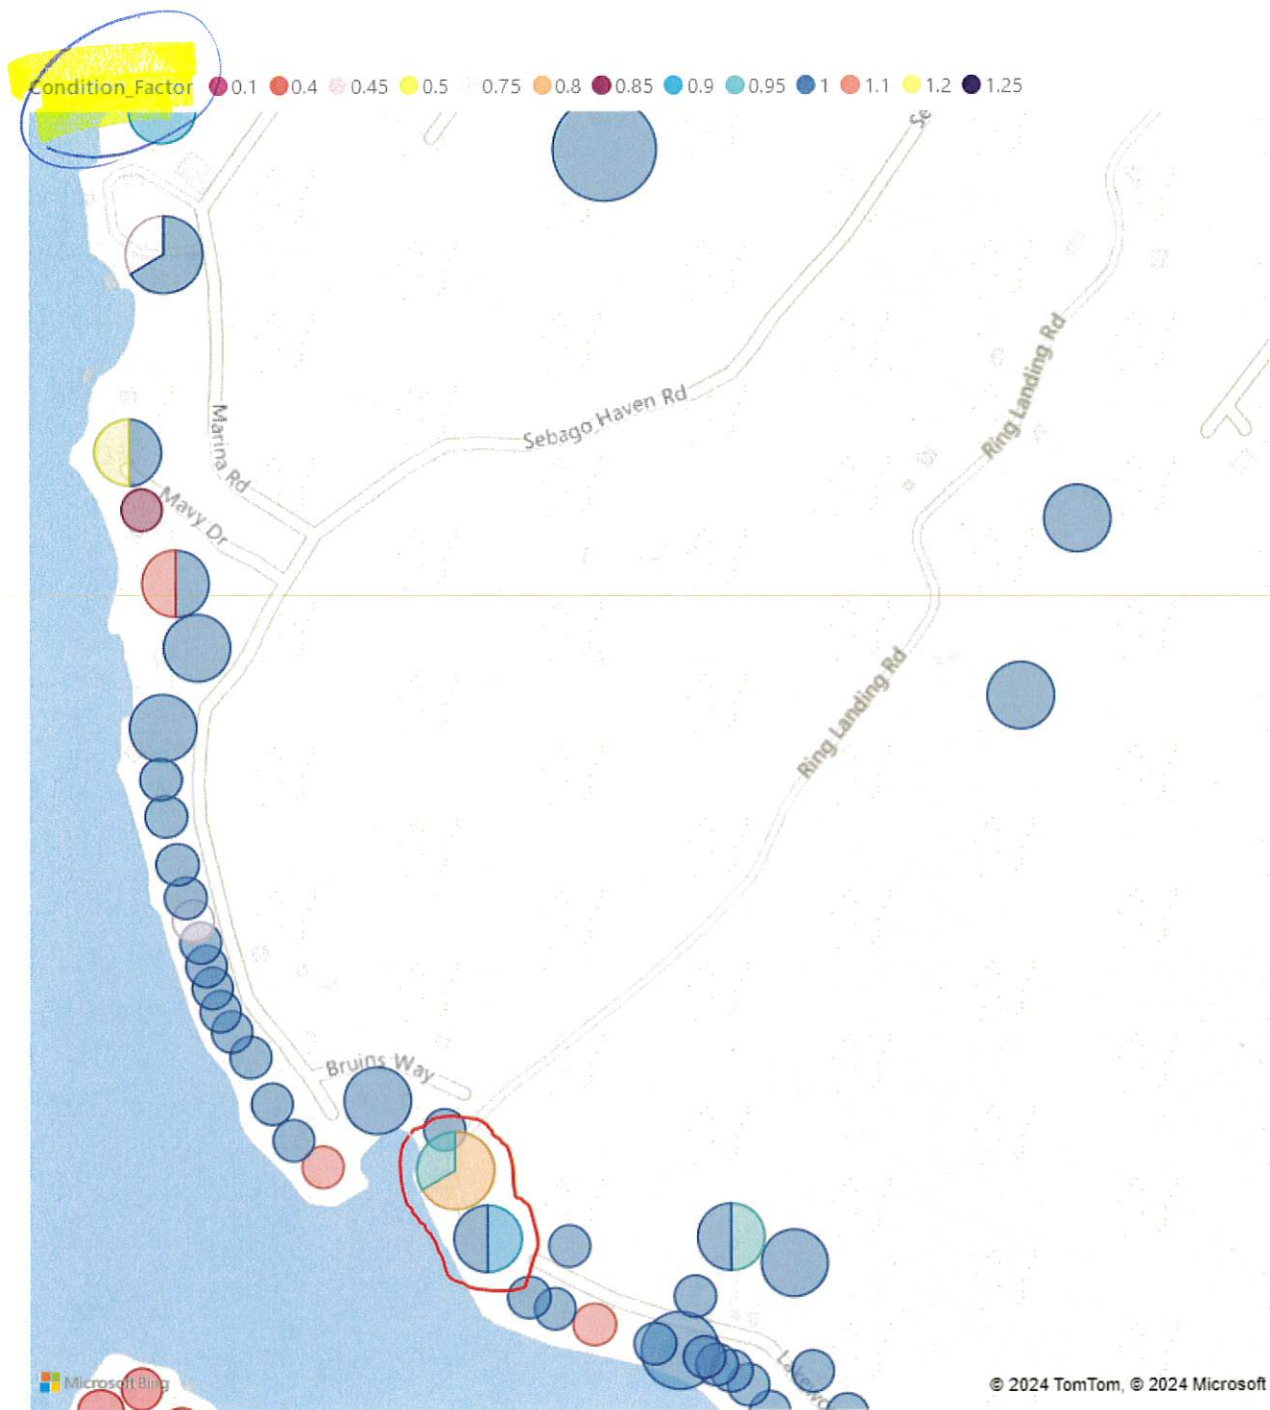 Condition_Factor 0.1 0.4 0.45 0.5 0.75 0.8 0.85 0.9 0.95 1 1.1 1.2 1.25
Se
Ring Landing Rd
Sebago Haven Rd
Marina Rd
Mavy Dr
Ring Landing Rd
Bruins Way
Microsoft Bing
© 2024 TomTom, © 2024 Microsoft